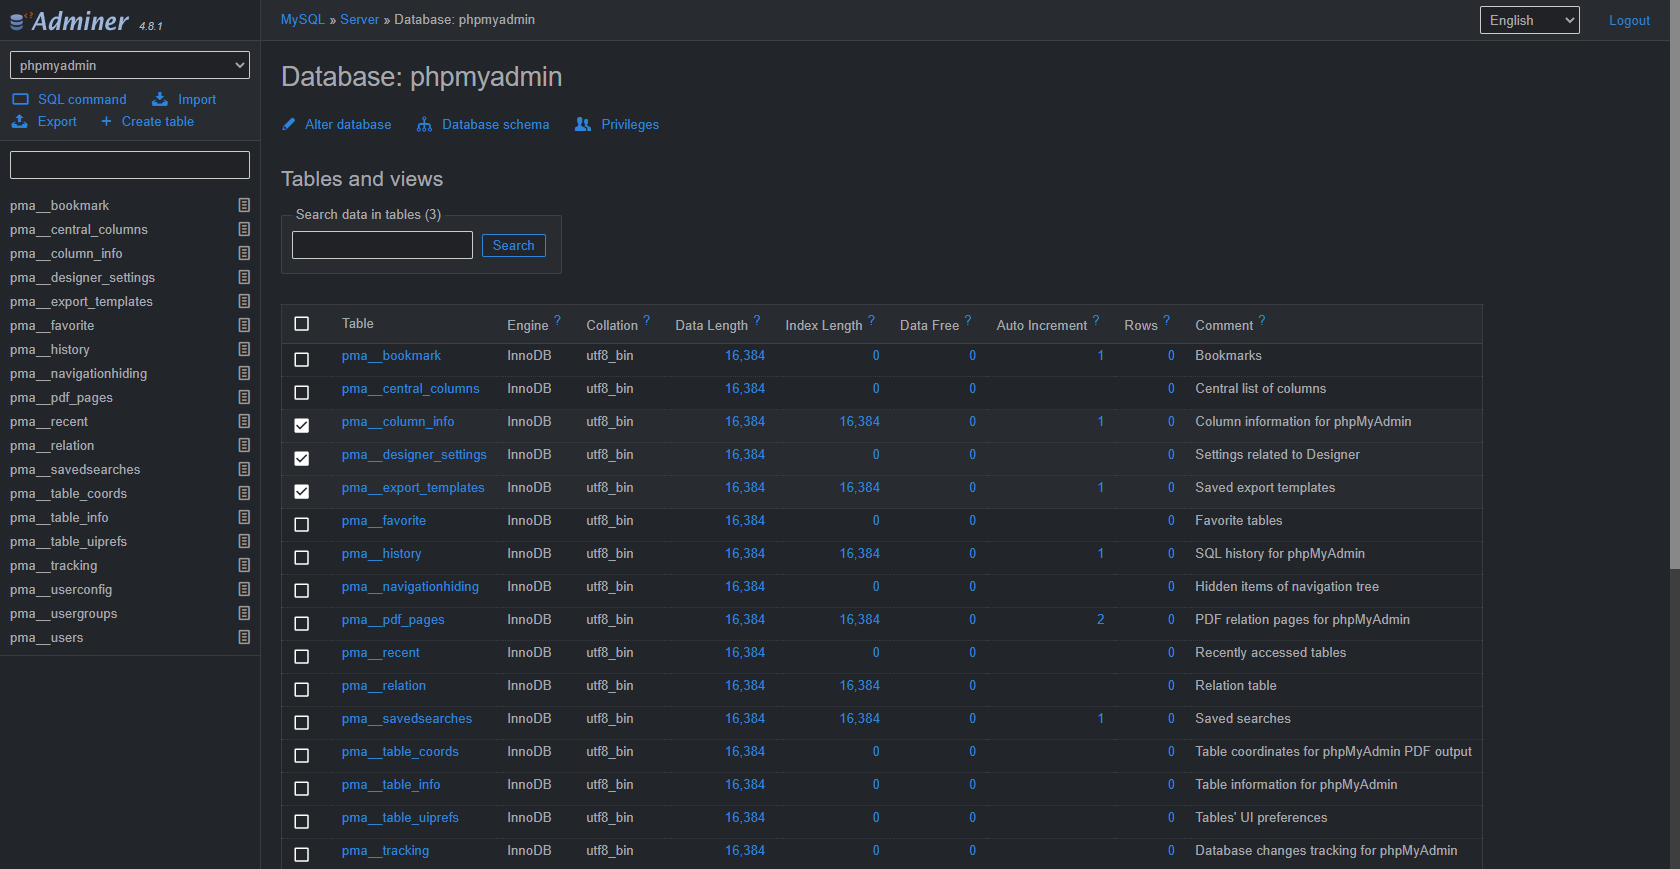 Adminer 4.8.1
MySQL » Server » Database: phpmyadmin
English
Logout
phpmyadmin
SQL command
Import
Export
Create table
pma__bookmark
pma__central_columns
pma__column_info
pma__designer_settings
pma__export_templates
pma__favorite
pma__history
pma__navigationhiding
pma__pdf_pages
pma__recent
pma__relation
pma__savedsearches
pma__table_coords
pma__table_info
pma__table_uiprefs
pma__tracking
pma__userconfig
pma__usergroups
pma__users
Database: phpmyadmin
Alter database Database schema Privileges
Tables and views
Search data in tables (3)
Search
Table Engine ? Collation ? Data Length ? Index Length ? Data Free ? Auto Increment ? Rows ? Comment ?
pma__bookmark InnoDB utf8_bin 16,384 0 0 1 0 Bookmarks
pma__central_columns InnoDB utf8_bin 16,384 0 0 0 Central list of columns
pma__column_info InnoDB utf8_bin 16,384 16,384 0 1 0 Column information for phpMyAdmin
pma__designer_settings InnoDB utf8_bin 16,384 0 0 0 Settings related to Designer
pma__export_templates InnoDB utf8_bin 16,384 16,384 0 1 0 Saved export templates
pma__favorite InnoDB utf8_bin 16,384 0 0 0 Favorite tables
pma__history InnoDB utf8_bin 16,384 16,384 0 1 0 SQL history for phpMyAdmin
pma__navigationhiding InnoDB utf8_bin 16,384 0 0 0 Hidden items of navigation tree
pma__pdf_pages InnoDB utf8_bin 16,384 16,384 0 2 0 PDF relation pages for phpMyAdmin
pma__recent InnoDB utf8_bin 16,384 0 0 0 Recently accessed tables
pma__relation InnoDB utf8_bin 16,384 16,384 0 0 Relation table
pma__savedsearches InnoDB utf8_bin 16,384 16,384 0 1 0 Saved searches
pma__table_coords InnoDB utf8_bin 16,384 0 0 0 Table coordinates for phpMyAdmin PDF output
pma__table_info InnoDB utf8_bin 16,384 0 0 0 Table information for phpMyAdmin
pma__table_uiprefs InnoDB utf8_bin 16,384 0 0 0 Tables' UI preferences
pma__tracking InnoDB utf8_bin 16,384 0 0 0 Database changes tracking for phpMyAdmin